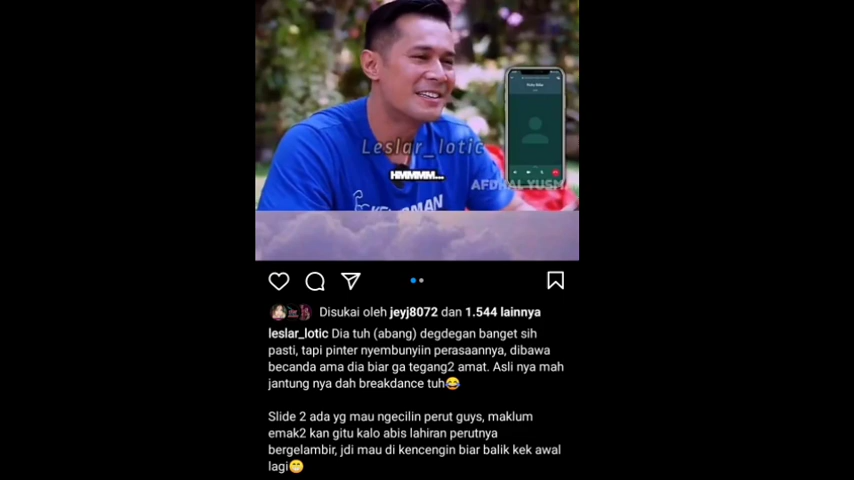 Leslar_lotic
HMMMM...
AFDHAL YUSM
Disukai oleh jeyj8072 dan 1.544 lainnya
leslar_lotic Dia tuh (abang) degdegan banget sih
pasti, tapi pinter nyembunyiin perasaannya, dibawa
becanda ama dia biar ga tegang2 amat. Asli nya mah
jantung nya dah breakdance tuh😂
Slide 2 ada yg mau ngecilin perut guys, maklum
emak2 kan gitu kalo abis lahiran perutnya
bergelambir, jdi mau di kencengin biar balik kek awal
lagi😁